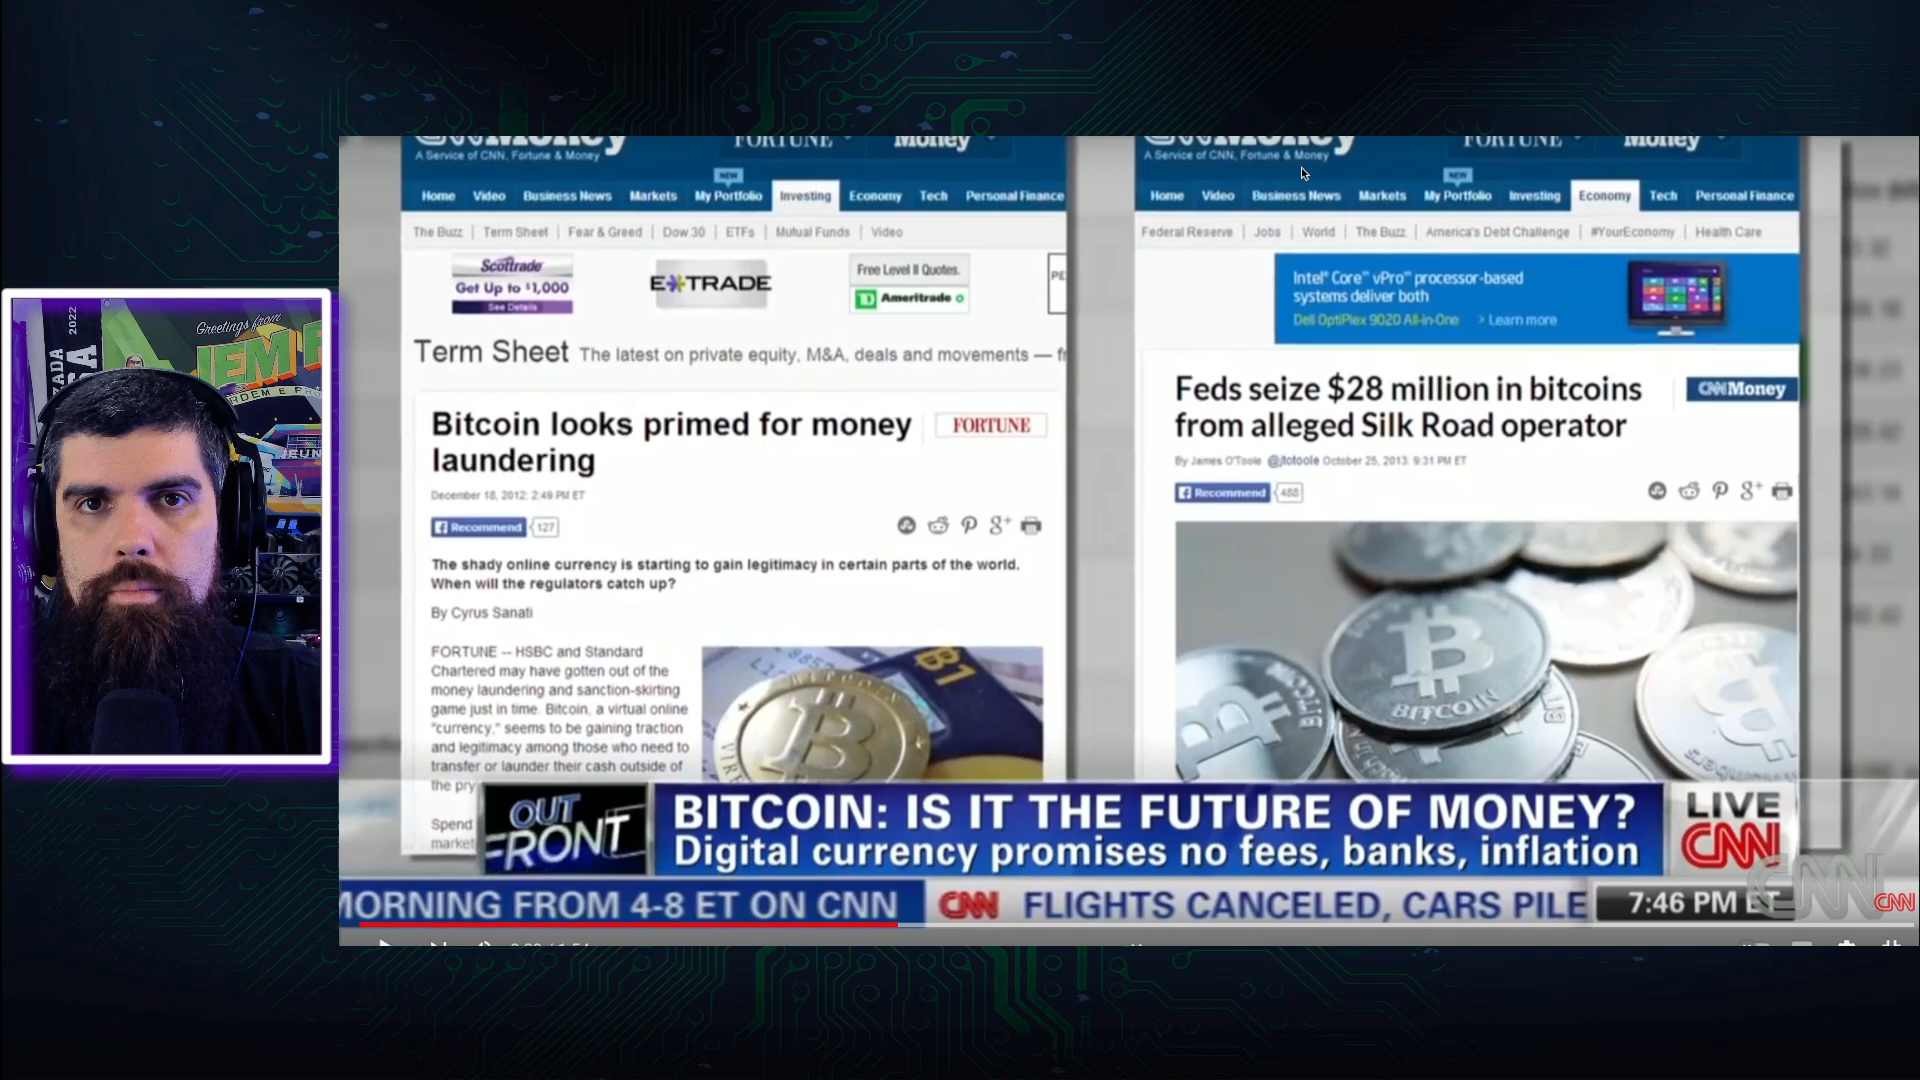 FORTUNE
Money
A Service of CNN, Fortune & Money
NEW
Home Video Business News Markets My Portfolio Investing Economy Tech Personal Finance
The Buzz | Term Sheet | Fear & Greed | Dow 30 | ETFs | Mutual Funds | Video
Scottrade
Get Up to $1,000
See Details
E*TRADE
Free Level II Quotes.
TD Ameritrade
Term Sheet The latest on private equity, M&A, deals and movements —
Bitcoin looks primed for money
laundering
FORTUNE
December 18, 2012: 2:49 PM ET
Recommend 127
The shady online currency is starting to gain legitimacy in certain parts of the world.
When will the regulators catch up?
By Cyrus Sanati
FORTUNE -- HSBC and Standard
Chartered may have gotten out of the
money laundering and sanction-skirting
game just in time. Bitcoin, a virtual online
"currency," seems to be gaining traction
and legitimacy among those who need to
transfer or launder their cash outside of
the pry
Spend
market
FORTUNE
Money
A Service of CNN, Fortune & Money
NEW
Home Video Business News Markets My Portfolio Investing Economy Tech Personal Finance
Federal Reserve | Jobs | World | The Buzz | America's Debt Challenge | #YourEconomy | Health Care
Intel® Core™ vPro™ processor-based
systems deliver both
Dell OptiPlex 9020 All-in-One > Learn more
Feds seize $28 million in bitcoins
from alleged Silk Road operator
CNNMoney
By James O'Toole @jtotoole October 25, 2013: 9:31 PM ET
Recommend 488
BITCOIN
Greetings from
2022
OUT
FRONT
BITCOIN: IS IT THE FUTURE OF MONEY?
Digital currency promises no fees, banks, inflation
LIVE
CNN
MORNING FROM 4-8 ET ON CNN
CNN
FLIGHTS CANCELED, CARS PILE
7:46 PM ET
CNN
CNN